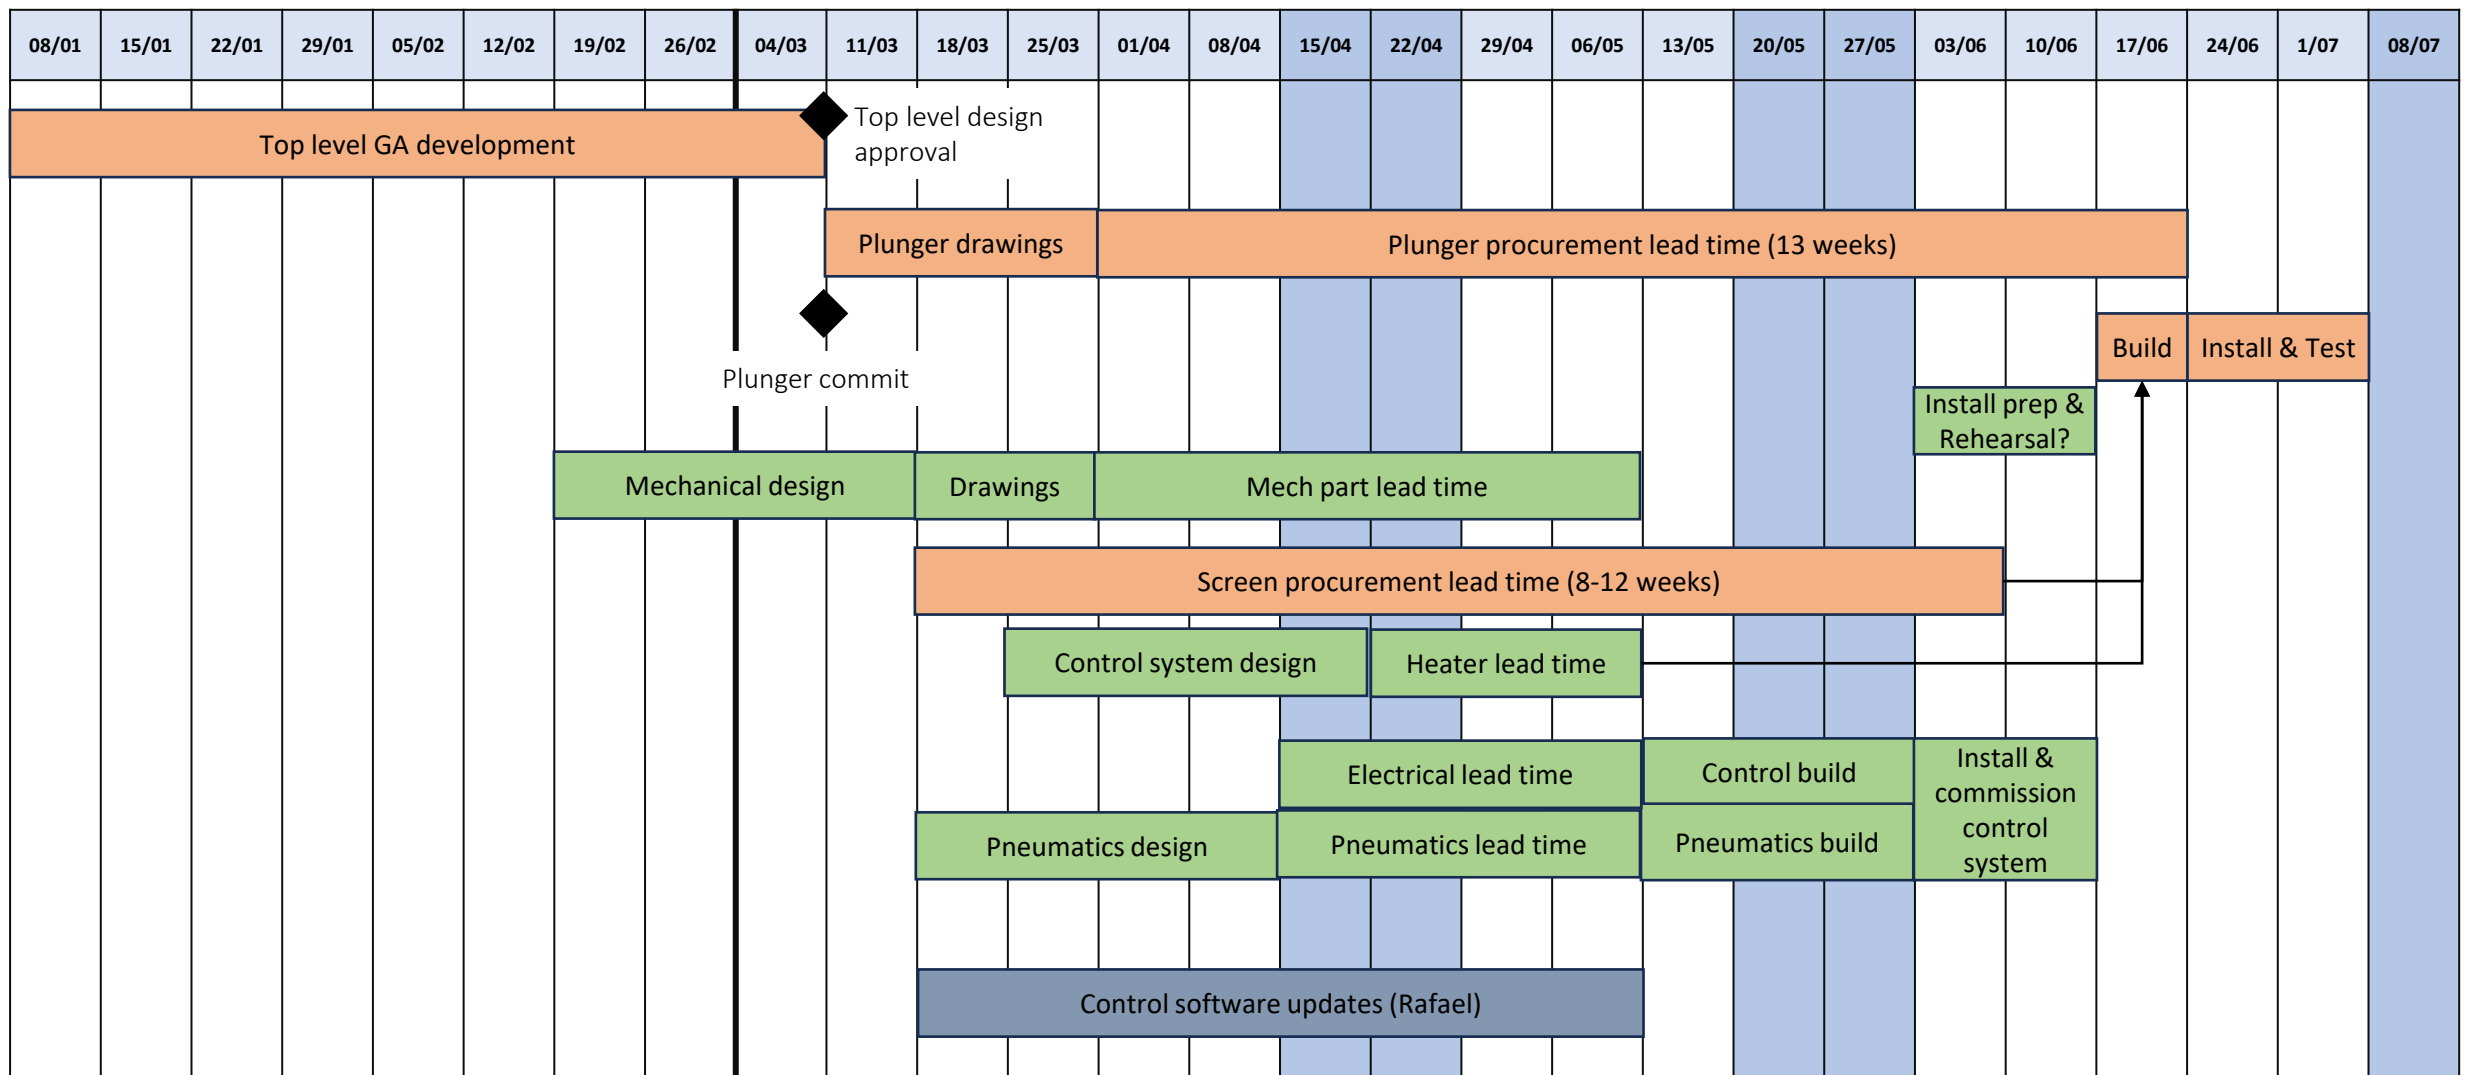 08/01 15/01 22/01 29/01 05/02 12/02 19/02 26/02 04/03 11/03 18/03 25/03 01/04 08/04 15/04 22/04 29/04 06/05 13/05 20/05 27/05 03/06 10/06 17/06 24/06 1/07 08/07
Top level GA development
Top level design
approval
Plunger drawings
Plunger procurement lead time (13 weeks)
Plunger commit
Build
Install & Test
Install prep &
Rehearsal?
Mechanical design
Drawings
Mech part lead time
Screen procurement lead time (8-12 weeks)
Control system design
Heater lead time
Electrical lead time
Control build
Install &
commission
control
system
Pneumatics design
Pneumatics lead time
Pneumatics build
Control software updates (Rafael)